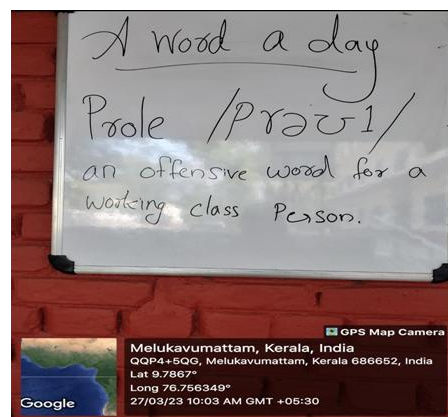 A word a day
Prole /Prəʊ1/
an offensive word for a
working class Person.
GPS Map Camera
Melukavumattam, Kerala, India
QQP4+5QG, Melukavumattam, Kerala 686652, India
Lat 9.7867°
Long 76.756349°
27/03/23 10:03 AM GMT +05:30
Google